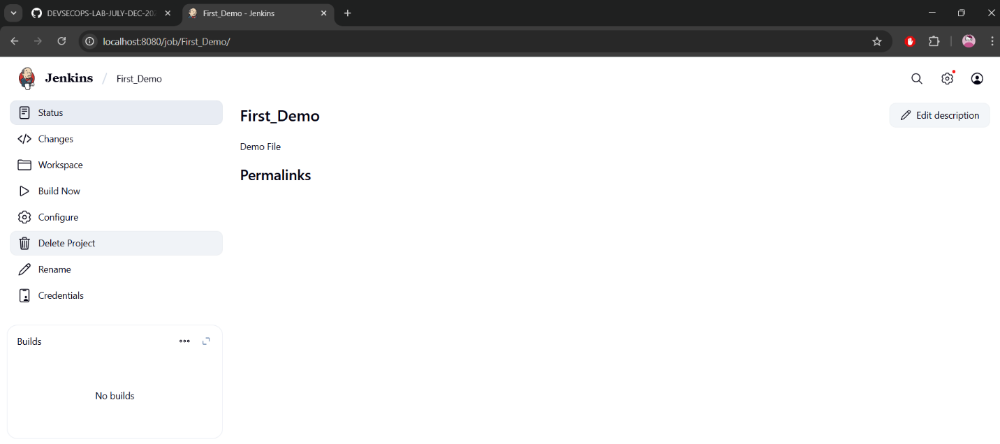 DEVSECOPS-LAB-JULY-DEC-202
First_Demo - Jenkins
localhost:8080/job/First_Demo/
Jenkins / First_Demo
Status
Changes
Workspace
Build Now
Configure
Delete Project
Rename
Credentials
Builds
No builds
First_Demo
Edit description
Demo File
Permalinks